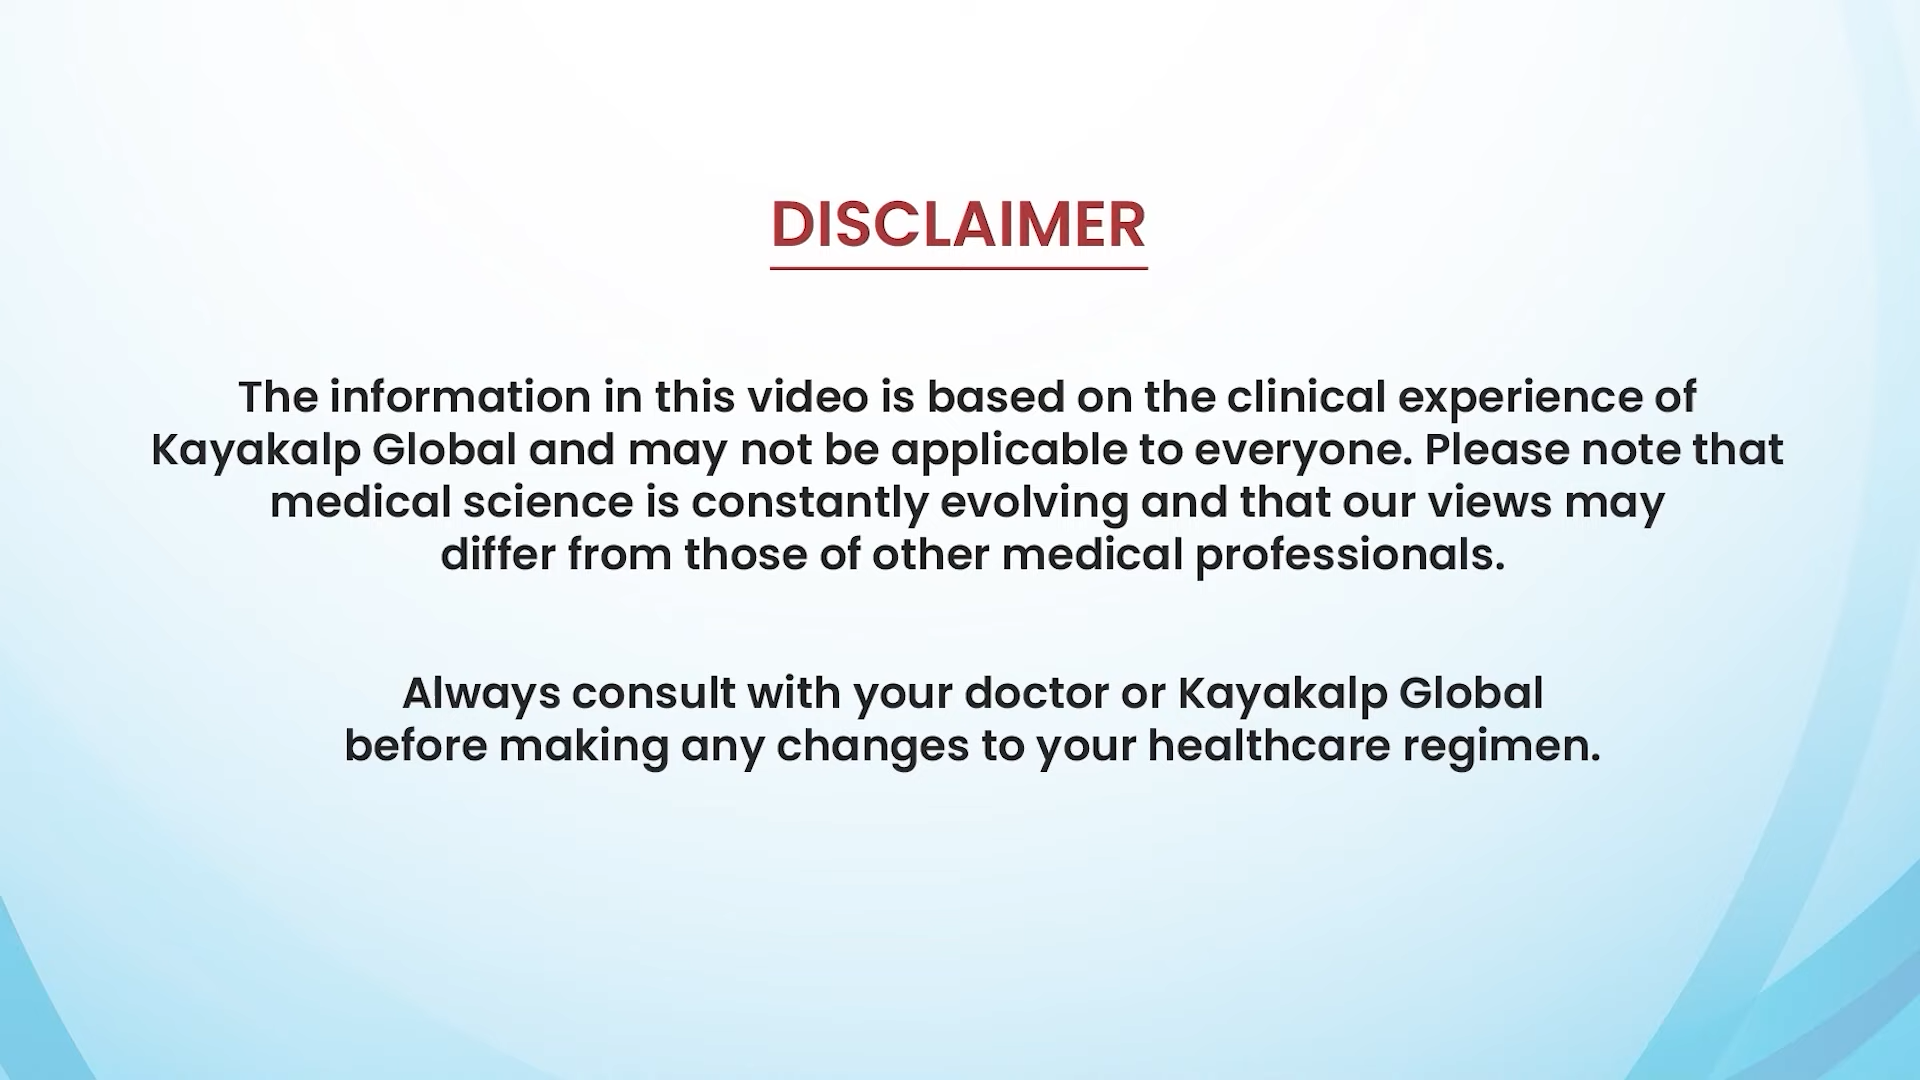 DISCLAIMER
The information in this video is based on the clinical experience of
Kayakalp Global and may not be applicable to everyone. Please note that
medical science is constantly evolving and that our views may
differ from those of other medical professionals.
Always consult with your doctor or Kayakalp Global
before making any changes to your healthcare regimen.